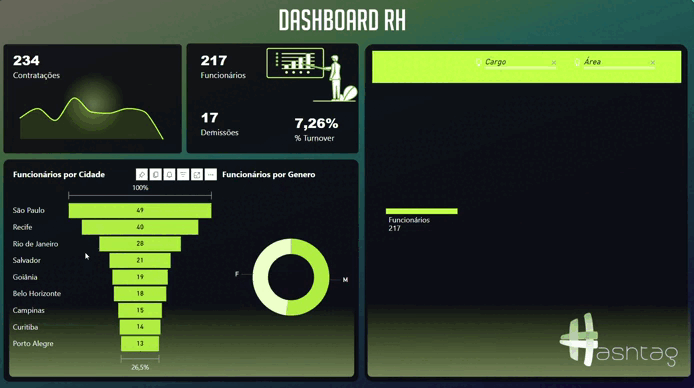 DASHBOARD RH
234
Contratações
217
Funcionários
17
Demissões
7,26%
% Turnover
Cargo
Área
Funcionários por Cidade
Funcionários por Genero
100%
São Paulo 49
Recife 40
Rio de Janeiro 28
Salvador 21
Goiânia 19
Belo Horizonte 18
Campinas 15
Curitiba 14
Porto Alegre 13
26,5%
F
M
Funcionários
217
Hashtag